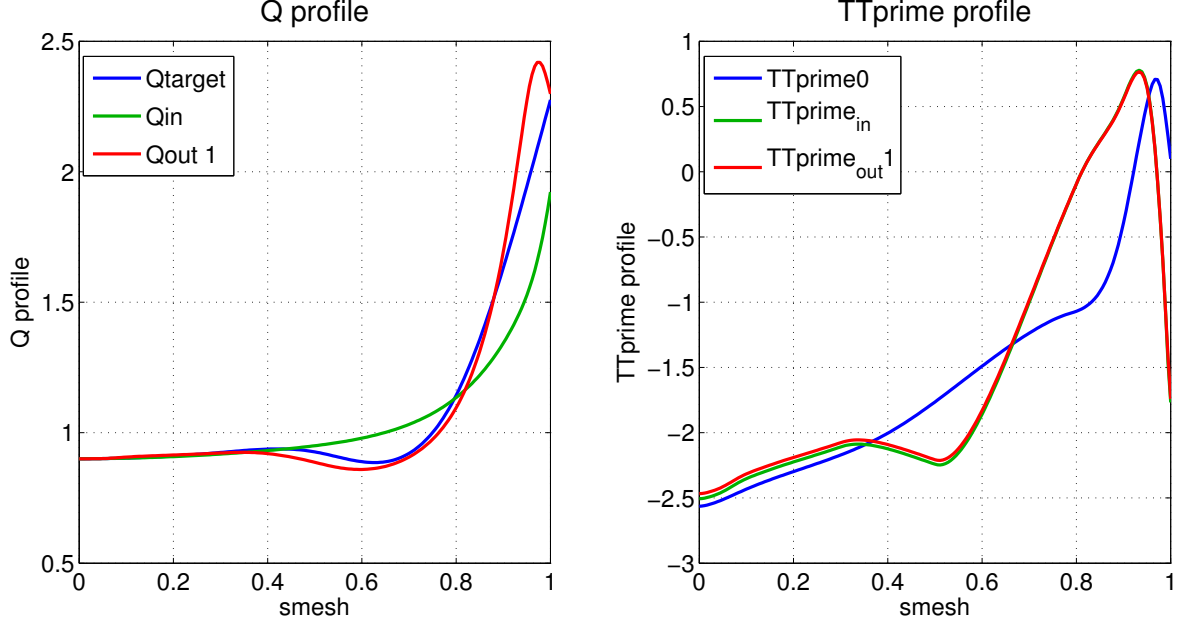 Q profile
2.5
2
1.5
1
0.5
Q profile
Qtarget
Qin
Qout 1
0
0.2
0.4
0.6
0.8
1
smesh
TTprime profile
1
0.5
0
−0.5
−1
−1.5
−2
−2.5
−3
TTprime profile
TTprime0
TTprime_in
TTprime_out1
0
0.2
0.4
0.6
0.8
1
smesh